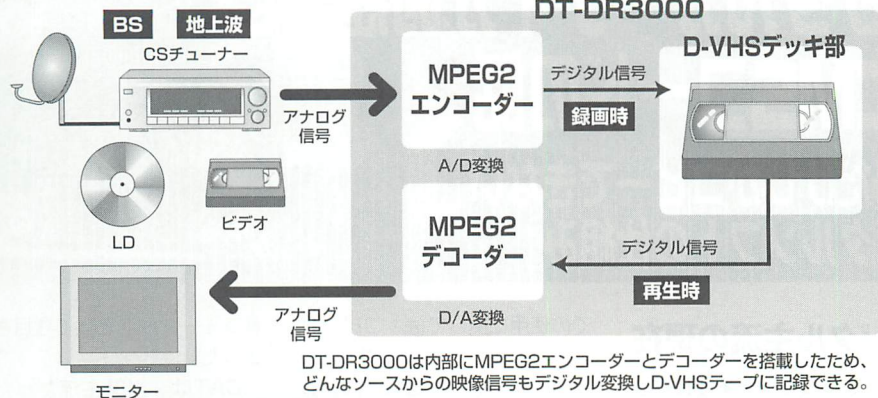 DT-DR3000
BS 地上波
CSチューナー
D-VHSデッキ部
MPEG2
エンコーダー
デジタル信号
録画時
アナログ
信号
A/D変換
LD
ビデオ
MPEG2
デコーダー
デジタル信号
再生時
アナログ
信号
D/A変換
モニター
DT-DR3000は内部にMPEG2エンコーダーとデコーダーを搭載したため、
どんなソースからの映像信号もデジタル変換しD-VHSテープに記録できる。